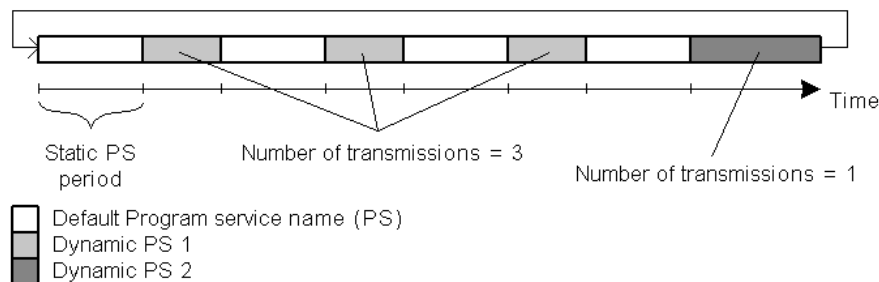 Time
Static PS
period
Number of transmissions = 3
Number of transmissions = 1
Default Program service name (PS)
Dynamic PS 1
Dynamic PS 2